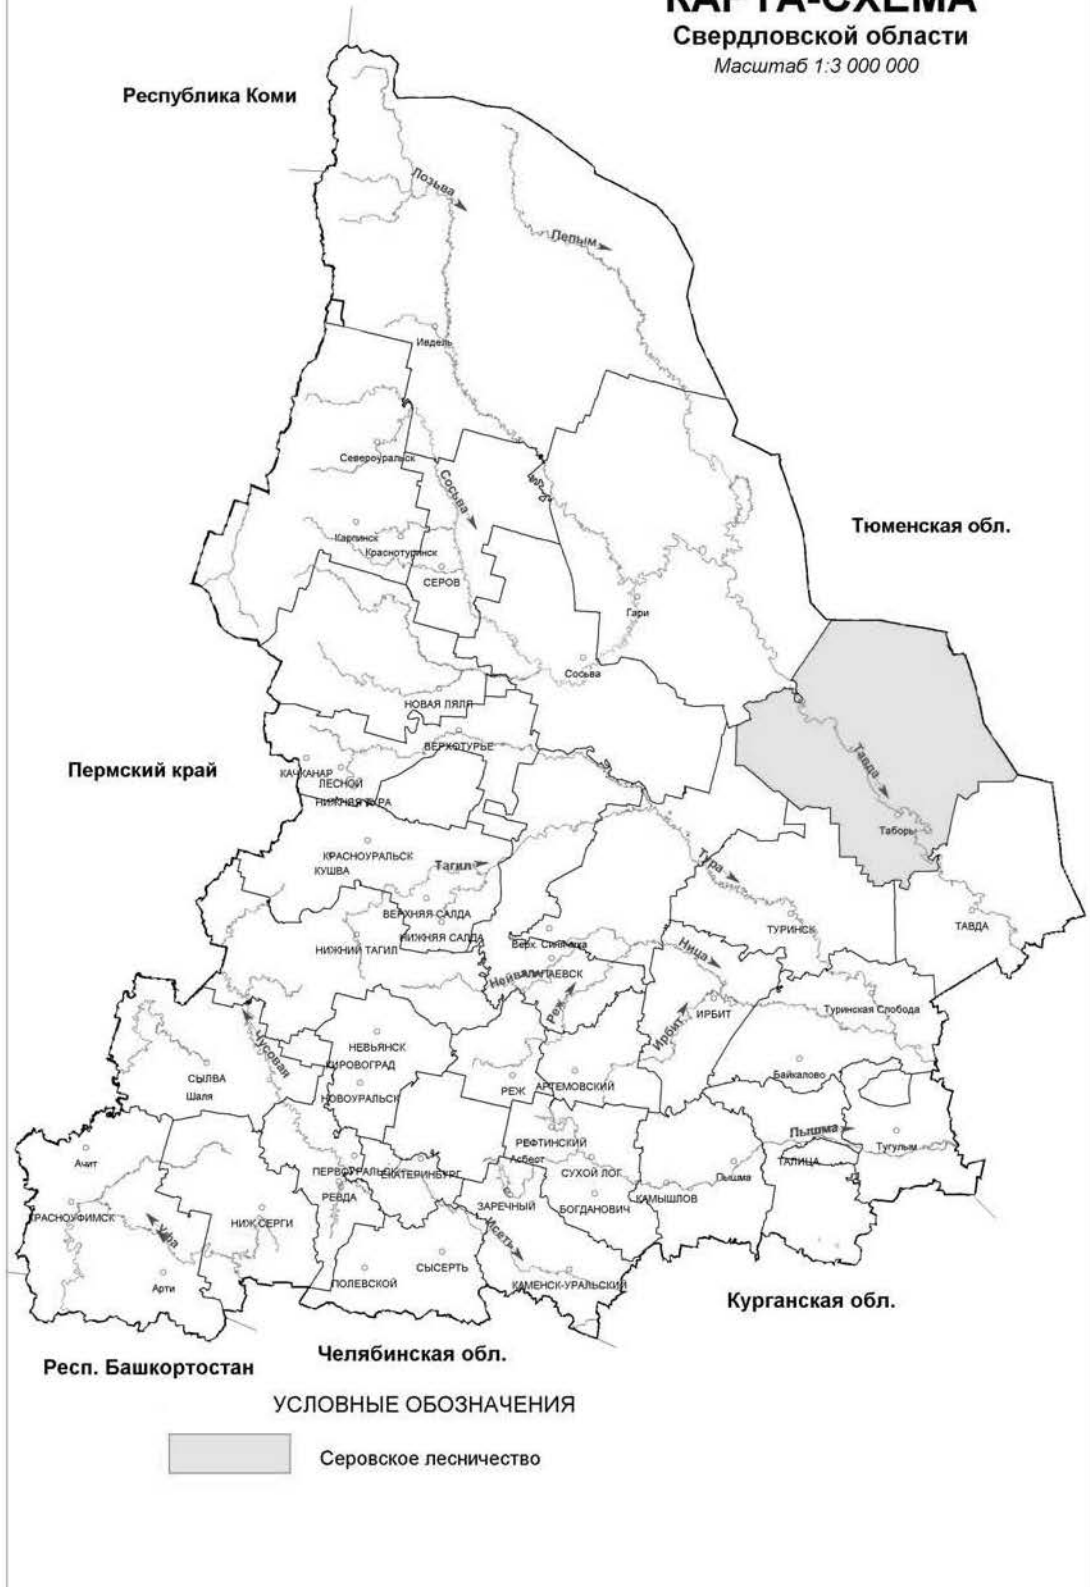 КАРТА-СХЕМА
Свердловской области
Масштаб 1:3 000 000
Республика Коми
Лозьва
Пелым
Ивдель
Североуральск
Сосьва
Тюменская обл.
Карпинск
Краснотурьинск
СЕРОВ
Гари
Сосьва
НОВАЯ ЛЯЛЯ
ВЕРХОТУРЬЕ
Пермский край
КАЧКАНАР
ЛЕСНОЙ
НИЖНЯЯ ТУРА
Тавда
Таборы
КРАСНОУРАЛЬСК
КУШВА
Тагил
Тура
ВЕРХНЯЯ САЛДА
ТУРИНСК
ТАВДА
НИЖНЯЯ САЛДА
НИЖНИЙ ТАГИЛ
Верх. Синячиха
Ница
Нейва
АЛАПАЕВСК
Реж
ИРБИТ
Туринская Слобода
Ирбит
Чусовая
НЕВЬЯНСК
КИРОВОГРАД
СЫЛВА
Шаля
НОВОУРАЛЬСК
РЕЖ
АРТЕМОВСКИЙ
Байкалово
Пышма
РЕФТИНСКИЙ
Асбест
Тугулым
Ачит
ПЕРВОУРАЛЬСК
ЕКАТЕРИНБУРГ
СУХОЙ ЛОГ
Пышма
ТАЛИЦА
РЕВДА
ЗАРЕЧНЫЙ
БОГДАНОВИЧ
КАМЫШЛОВ
КРАСНОУФИМСК
Уфа
НИЖ.СЕРГИ
Исеть
СЫСЕРТЬ
Арти
ПОЛЕВСКОЙ
КАМЕНСК-УРАЛЬСКИЙ
Курганская обл.
Челябинская обл.
Респ. Башкортостан
УСЛОВНЫЕ ОБОЗНАЧЕНИЯ
Серовское лесничество